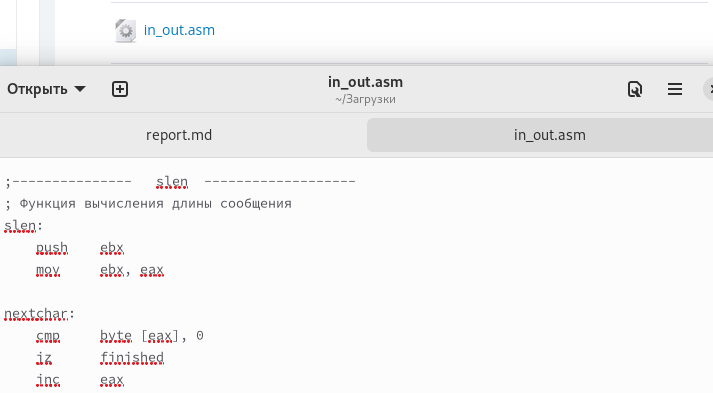 in_out.asm
Открыть
in_out.asm
~/Загрузки
report.md
in_out.asm
;--------------- slen -------------------
; Функция вычисления длины сообщения
slen:
push ebx
mov ebx, eax
nextchar:
cmp byte [eax], 0
jz finished
inc eax